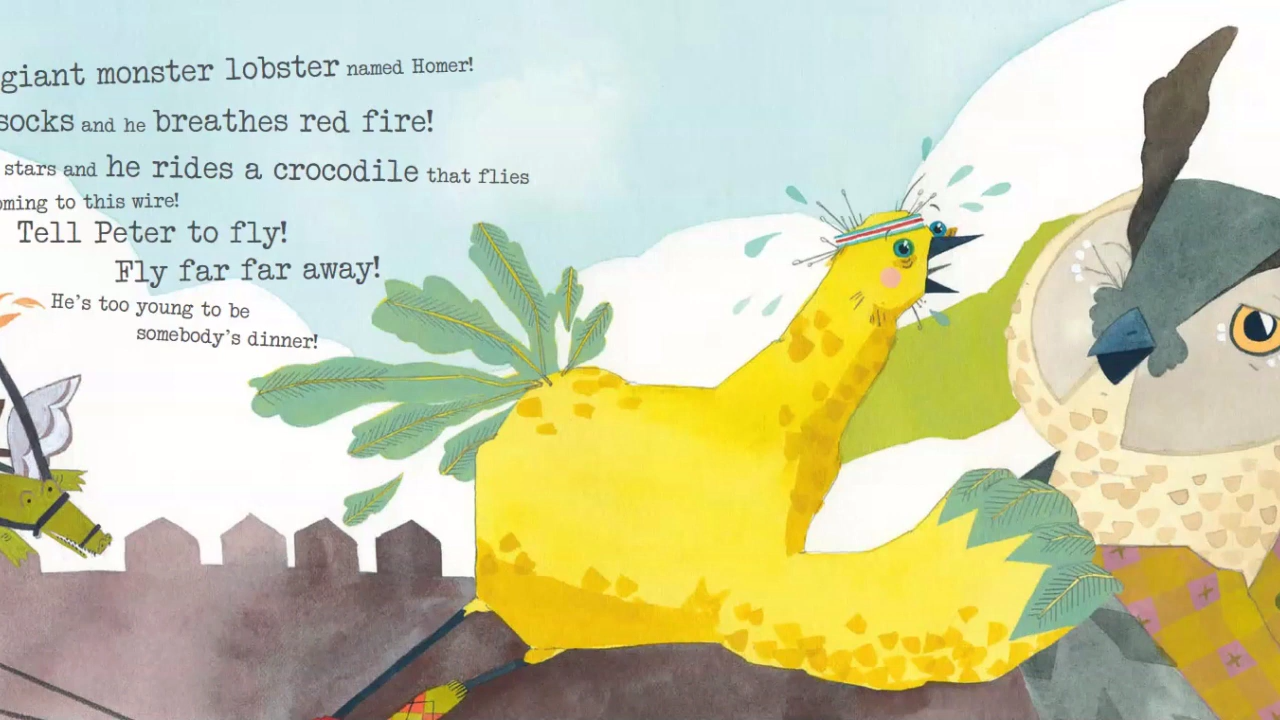 giant monster lobster named Homer!
socks and he breathes red fire!
stars and he rides a crocodile that flies
oming to this wire!
Tell Peter to fly!
Fly far far away!
He's too young to be
somebody's dinner!